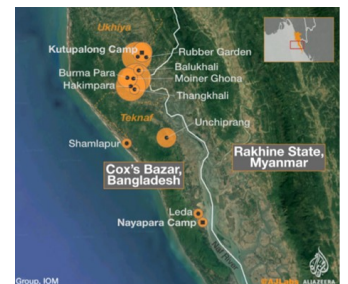 Ukhiya
Kutupalong Camp
Rubber Garden
Balukhali
Burma Para
Moiner Ghona
Hakimpara
Thangkhali
Teknaf
Unchiprang
Shamlapur
Rakhine State,
Myanmar
Cox's Bazar,
Bangladesh
Leda
Nayapara Camp
Group, IOM
ALJAZEERA